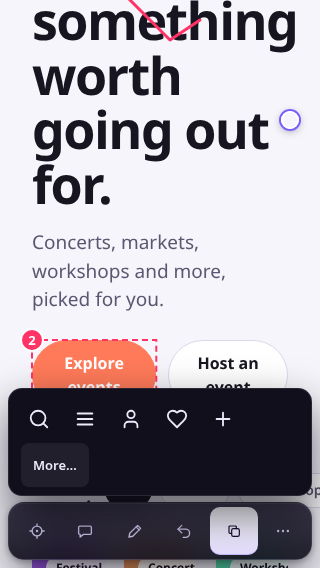 something
worth
going out
for.
Concerts, markets,
workshops and more,
picked for you.
2
Explore
events
Host an
event
More...
Festival
Concert